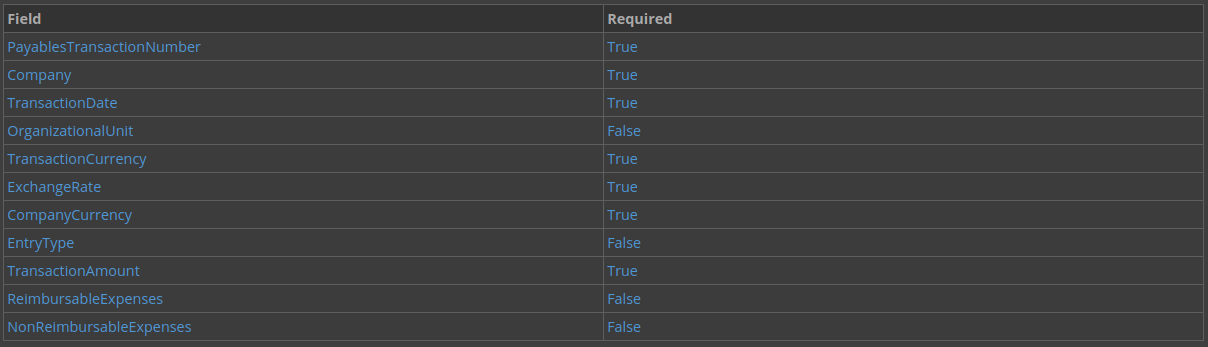 Field Required
PayablesTransactionNumber True
Company True
TransactionDate True
OrganizationalUnit False
TransactionCurrency True
ExchangeRate True
CompanyCurrency True
EntryType False
TransactionAmount True
ReimbursableExpenses False
NonReimbursableExpenses False